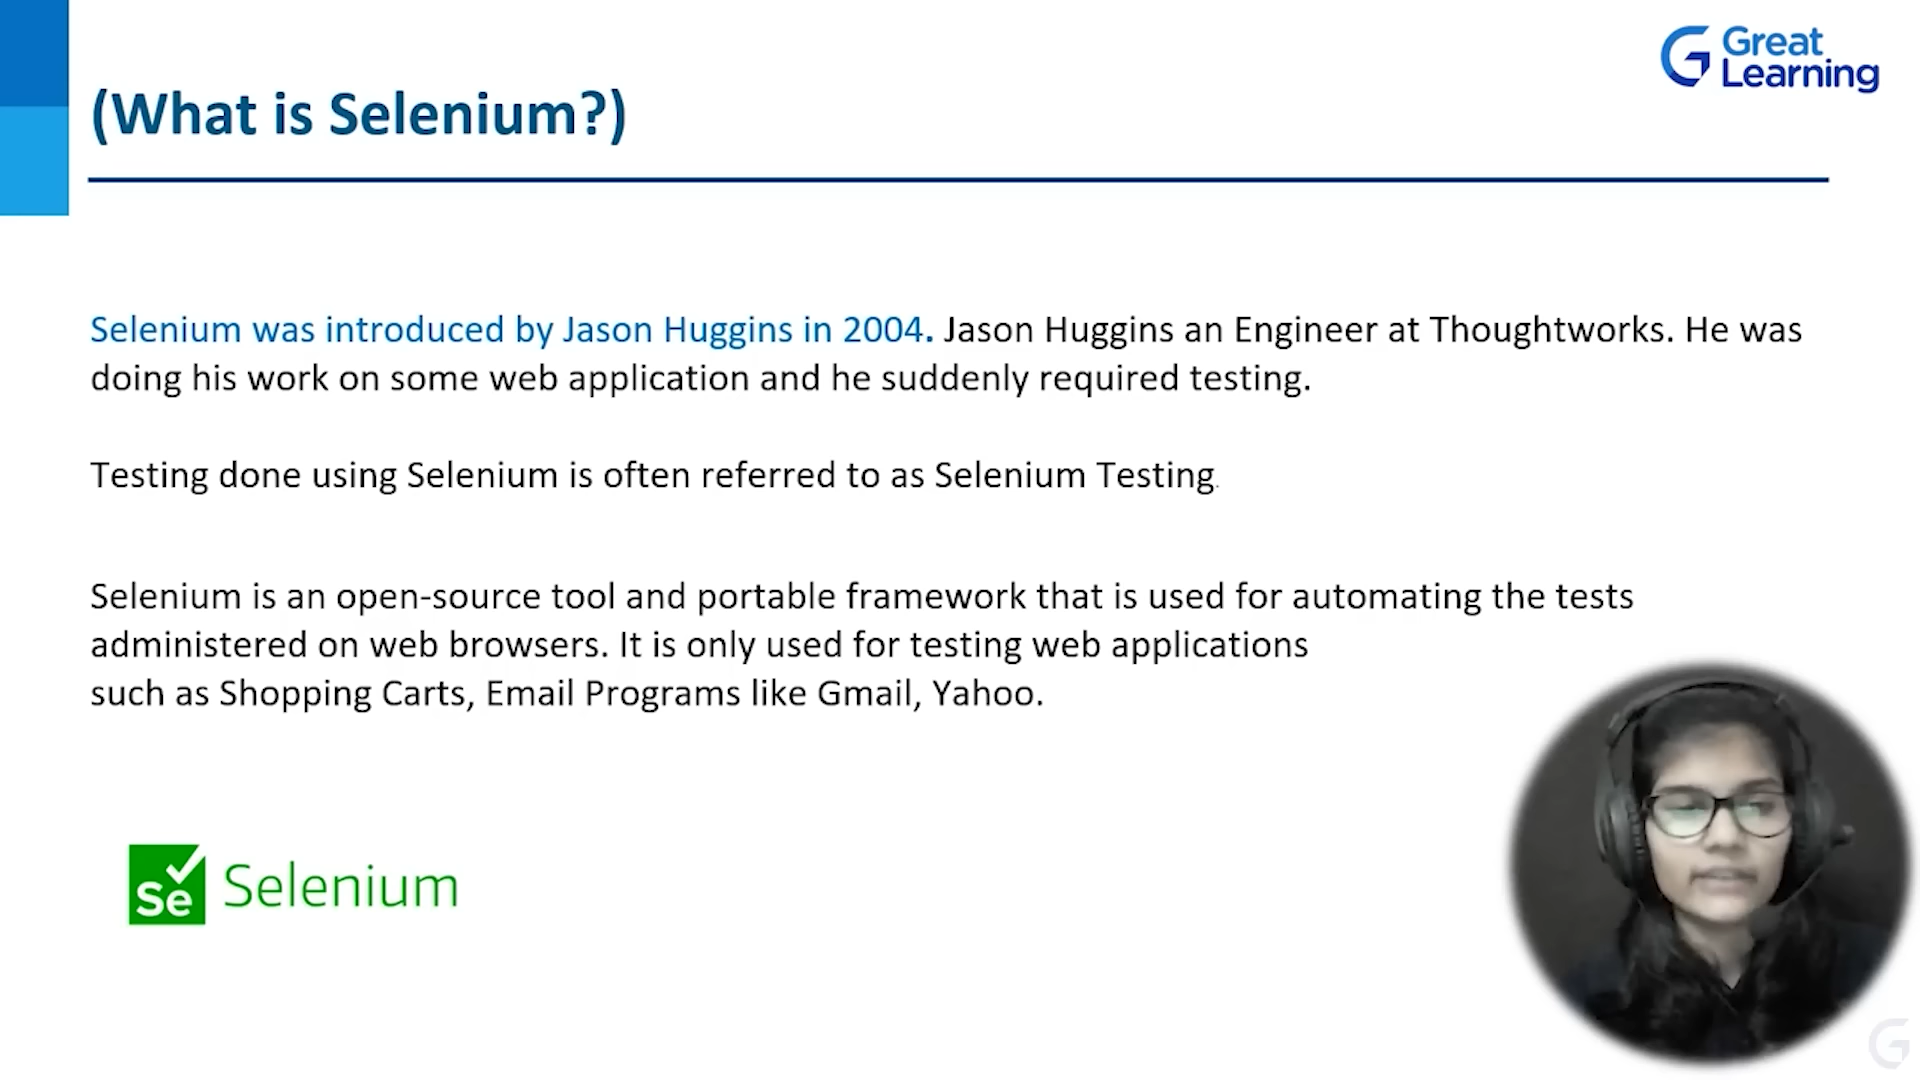 Great
Learning
(What is Selenium?)
Selenium was introduced by Jason Huggins in 2004. Jason Huggins an Engineer at Thoughtworks. He was
doing his work on some web application and he suddenly required testing.
Testing done using Selenium is often referred to as Selenium Testing.
Selenium is an open-source tool and portable framework that is used for automating the tests
administered on web browsers. It is only used for testing web applications
such as Shopping Carts, Email Programs like Gmail, Yahoo.
Se Selenium